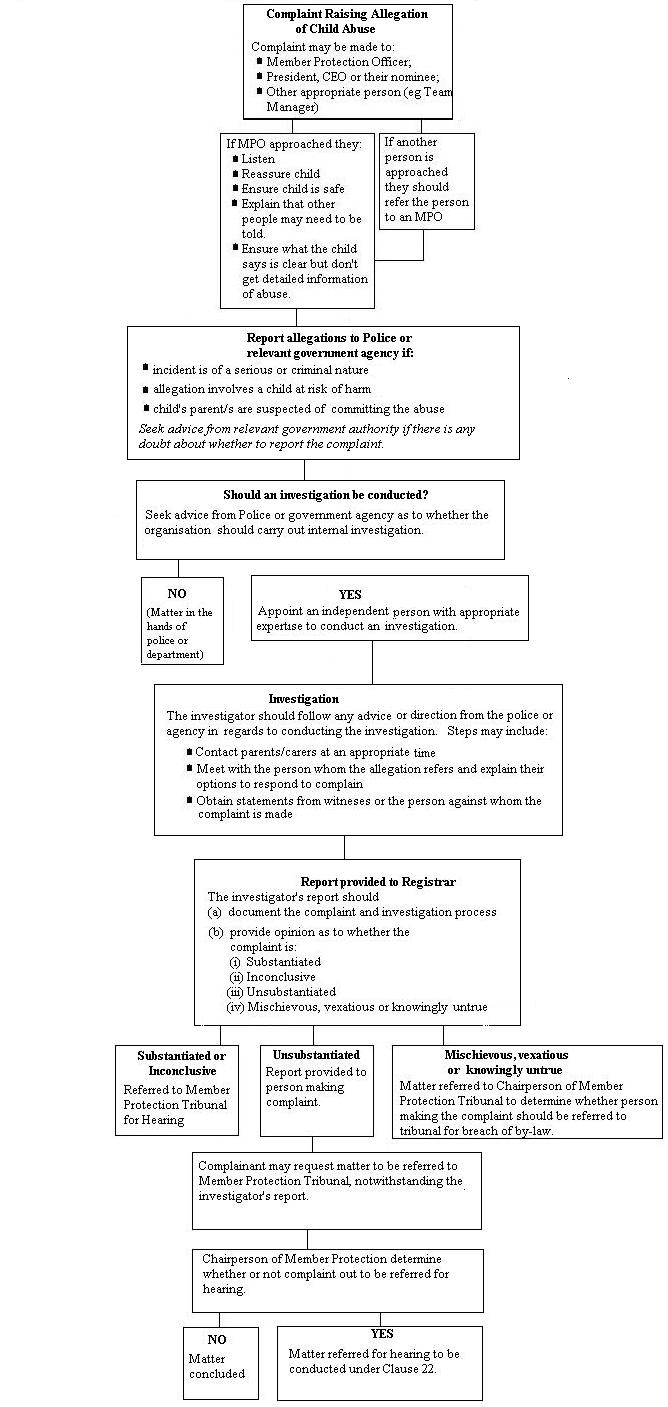 Complaint Raising Allegation
of Child Abuse
Complaint may be made to:
Member Protection Officer;
President, CEO or their nominee;
Other appropriate person (eg Team
Manager)
If MPO approached they:
Listen
Reassure child
Ensure child is safe
Explain that other
people may need to be
told.
Ensure what the child
says is clear but don't
get detailed information
of abuse.
If another
person is
approached
they should
refer the person
to an MPO
Report allegations to Police or
relevant government agency if:
incident is of a serious or criminal nature
allegation involves a child at risk of harm
child's parent/s are suspected of committing the abuse
Seek advice from relevant government authority if there is any
doubt about whether to report the complaint.
Should an investigation be conducted?
Seek advice from Police or government agency as to whether the
organisation should carry out internal investigation.
NO
(Matter in the
hands of
police or
department)
YES
Appoint an independent person with appropriate
expertise to conduct an investigation.
Investigation
The investigator should follow any advice or direction from the police or
agency in regards to conducting the investigation. Steps may include:
Contact parents/carers at an appropriate time
Meet with the person whom the allegation refers and explain their
options to respond to complain
Obtain statements from witneses or the person against whom the
complaint is made
Report provided to Registrar
The investigator's report should
(a) document the complaint and investigation process
(b) provide opinion as to whether the
complaint is:
(i) Substantiated
(ii) Inconclusive
(iii) Unsubstantiated
(iv) Mischievous, vexatious or knowingly untrue
Substantiated or
Inconclusive
Referred to Member
Protection Tribunal
for Hearing
Unsubstantiated
Report provided to
person making
complaint.
Mischievous, vexatious
or knowingly untrue
Matter referred to Chairperson of Member
Protection Tribunal to determine whether person
making the complaint should be referred to
tribunal for breach of by-law.
Complainant may request matter to be referred to
Member Protection Tribunal, notwithstanding the
investigator's report.
Chairperson of Member Protection determine
whether or not complaint out to be referred for
hearing.
NO
Matter
concluded
YES
Matter referred for hearing to be
conducted under Clause 22.